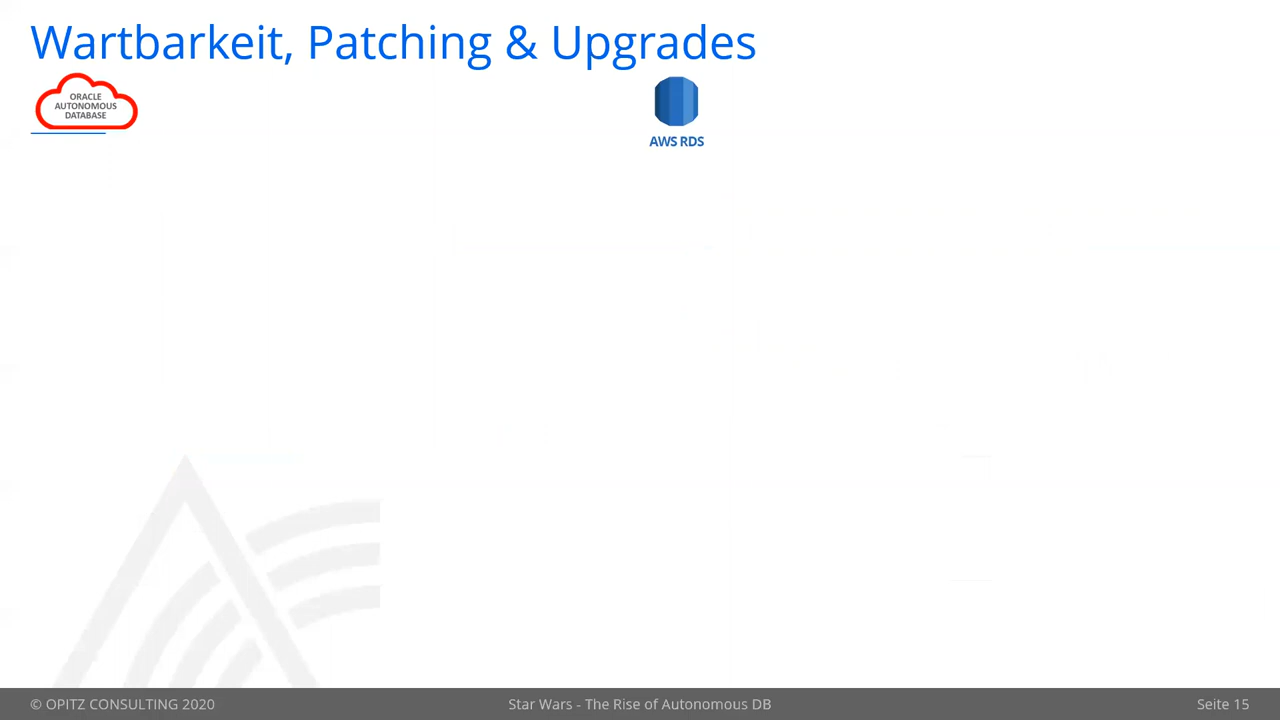 Wartbarkeit, Patching & Upgrades
ORACLE
AUTONOMOUS
DATABASE
AWS RDS
© OPITZ CONSULTING 2020
Star Wars - The Rise of Autonomous DB
Seite 15